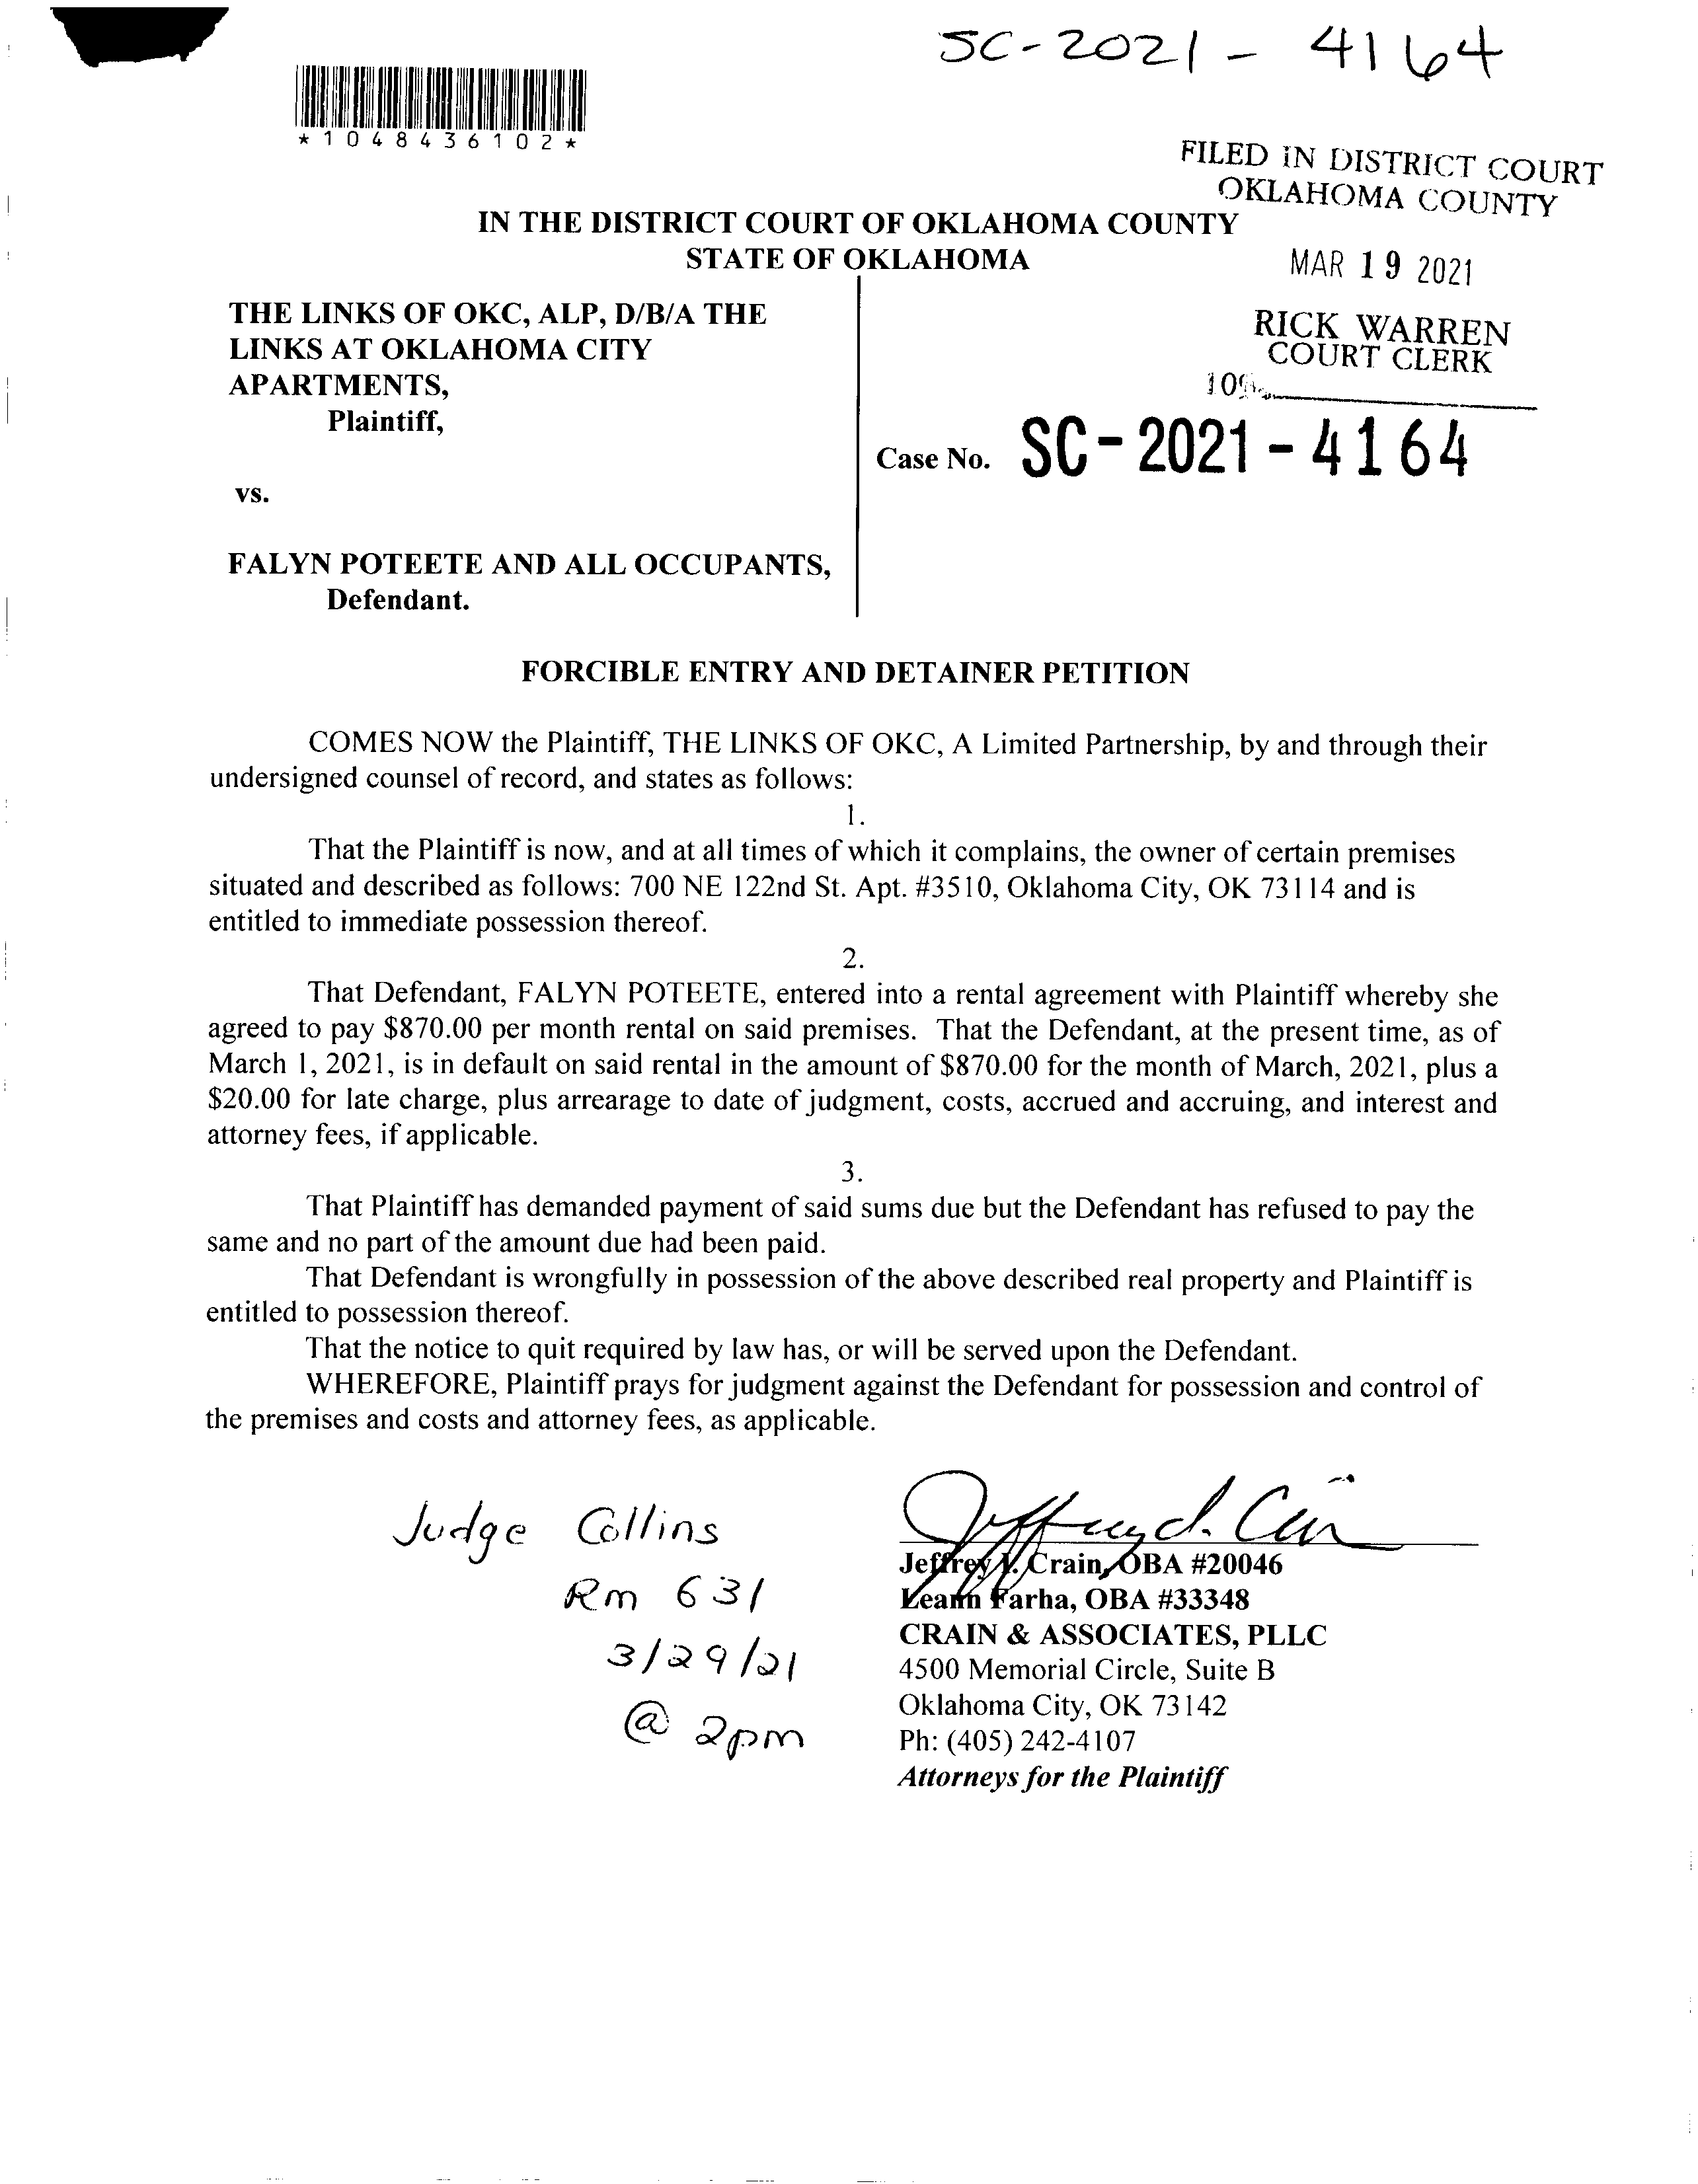 SC-2021-4164
*1048436102*
FILED IN DISTRICT COURT
OKLAHOMA COUNTY
MAR 19 2021
RICK WARREN
COURT CLERK
IN THE DISTRICT COURT OF OKLAHOMA COUNTY
STATE OF OKLAHOMA
THE LINKS OF OKC, ALP, D/B/A THE
LINKS AT OKLAHOMA CITY
APARTMENTS,
Plaintiff,
Case No. SC-2021-4164
vs.
FALYN POTEETE AND ALL OCCUPANTS,
Defendant.
FORCIBLE ENTRY AND DETAINER PETITION
COMES NOW the Plaintiff, THE LINKS OF OKC, A Limited Partnership, by and through their
undersigned counsel of record, and states as follows:
1.
That the Plaintiff is now, and at all times of which it complains, the owner of certain premises
situated and described as follows: 700 NE 122nd St. Apt. #3510, Oklahoma City, OK 73114 and is
entitled to immediate possession thereof.
2.
That Defendant, FALYN POTEETE, entered into a rental agreement with Plaintiff whereby she
agreed to pay $870.00 per month rental on said premises. That the Defendant, at the present time, as of
March 1, 2021, is in default on said rental in the amount of $870.00 for the month of March, 2021, plus a
$20.00 for late charge, plus arrearage to date of judgment, costs, accrued and accruing, and interest and
attorney fees, if applicable.
3.
That Plaintiff has demanded payment of said sums due but the Defendant has refused to pay the
same and no part of the amount due had been paid.
That Defendant is wrongfully in possession of the above described real property and Plaintiff is
entitled to possession thereof.
That the notice to quit required by law has, or will be served upon the Defendant.
WHEREFORE, Plaintiff prays for judgment against the Defendant for possession and control of
the premises and costs and attorney fees, as applicable.
Judge Collins
Rm 631
3/29/21
@ 2pm
Jeffrey Crain, OBA #20046
Leann Farha, OBA #33348
CRAIN & ASSOCIATES, PLLC
4500 Memorial Circle, Suite B
Oklahoma City, OK 73142
Ph: (405) 242-4107
Attorneys for the Plaintiff